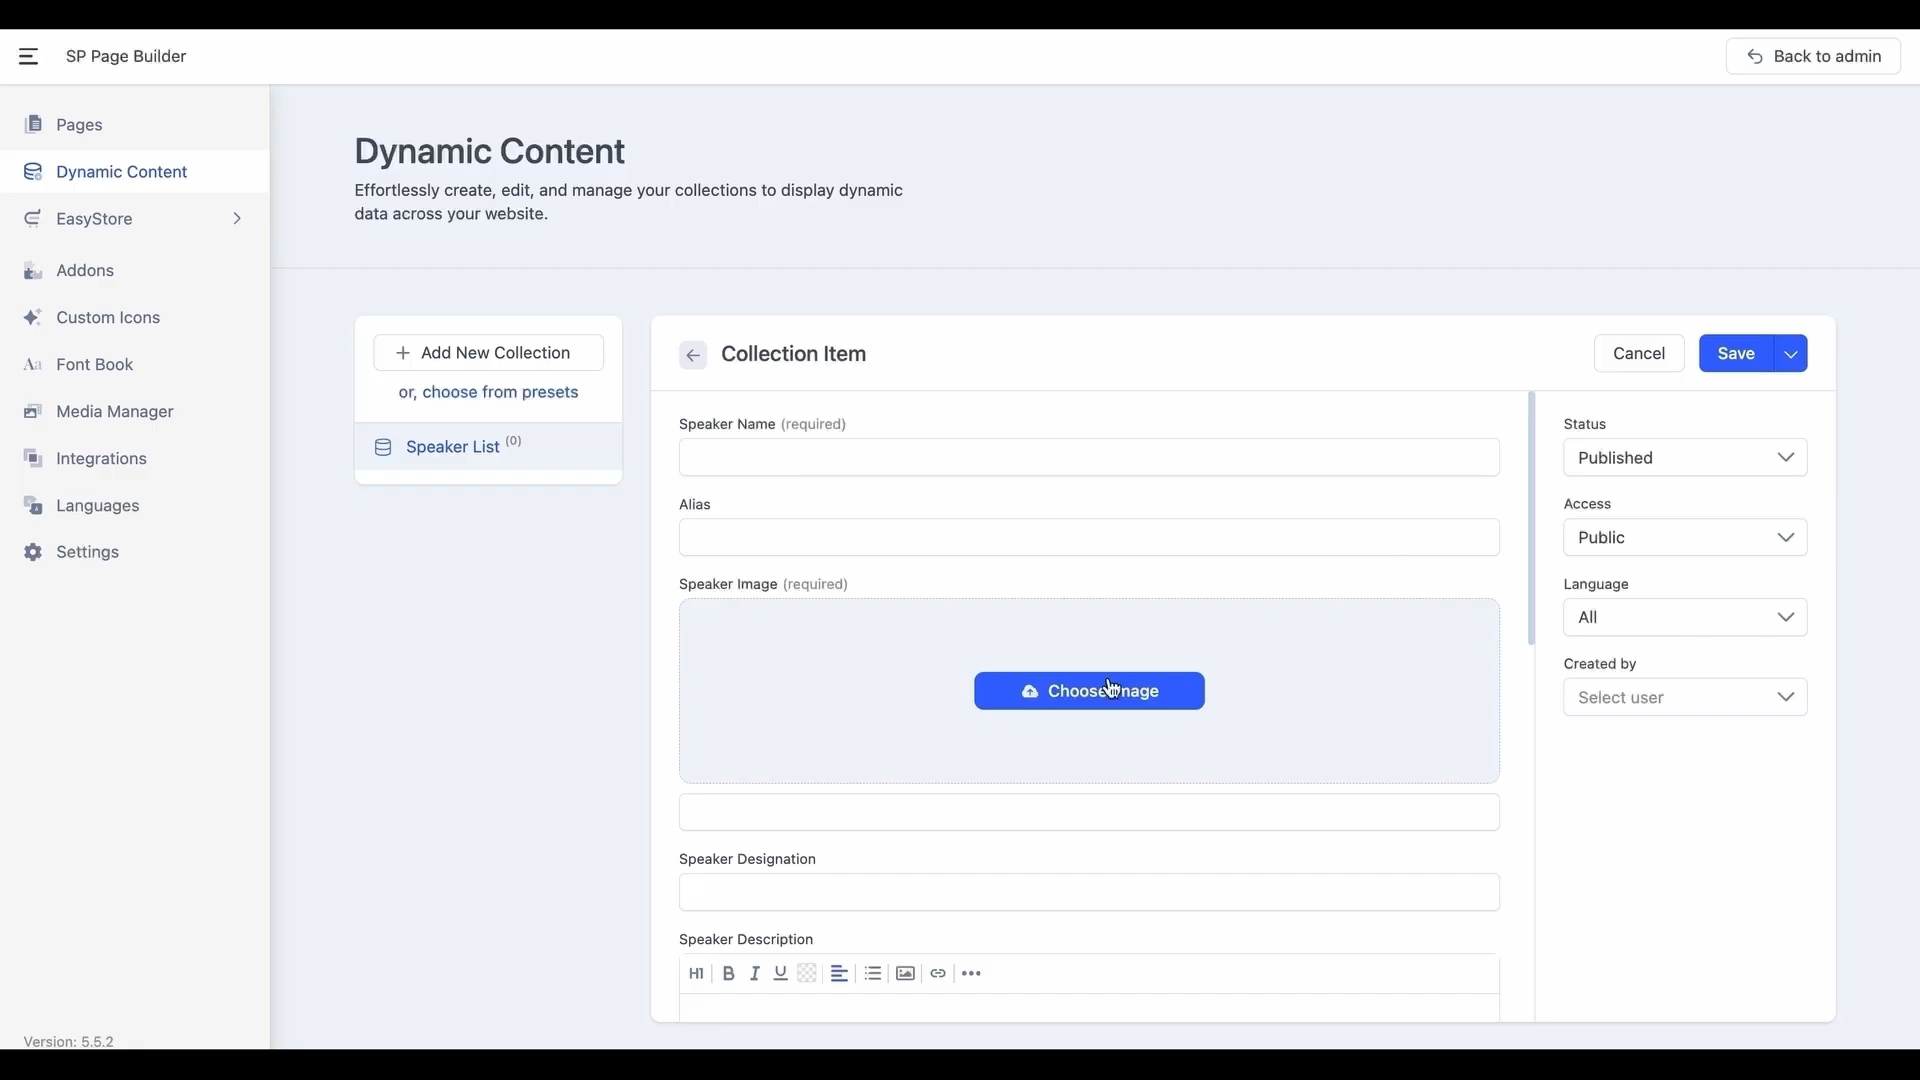 SP Page Builder
Back to admin
Pages
Dynamic Content
EasyStore
Addons
Custom Icons
Font Book
Media Manager
Integrations
Languages
Settings
Version: 5.5.2
Dynamic Content
Effortlessly create, edit, and manage your collections to display dynamic
data across your website.
Add New Collection
or, choose from presets
Speaker List (0)
Collection Item
Cancel
Save
Speaker Name (required)
Alias
Speaker Image (required)
Choose Image
Speaker Designation
Speaker Description
H1 B I U
Status
Published
Access
Public
Language
All
Created by
Select user